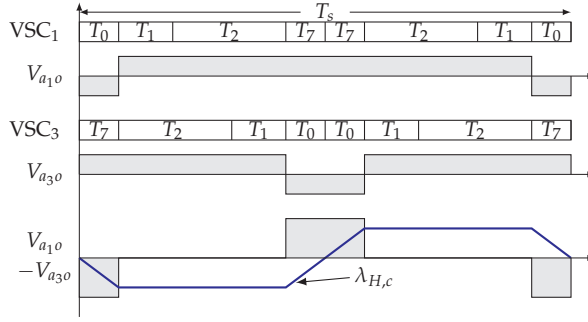 T_s
VSC_1 T_0 T_1 T_2 T_7 T_7 T_2 T_1 T_0
V_{a_1o}
VSC_3 T_7 T_2 T_1 T_0 T_0 T_1 T_2 T_7
V_{a_3o}
V_{a_1o}
−V_{a_3o}
λ_{H,c}